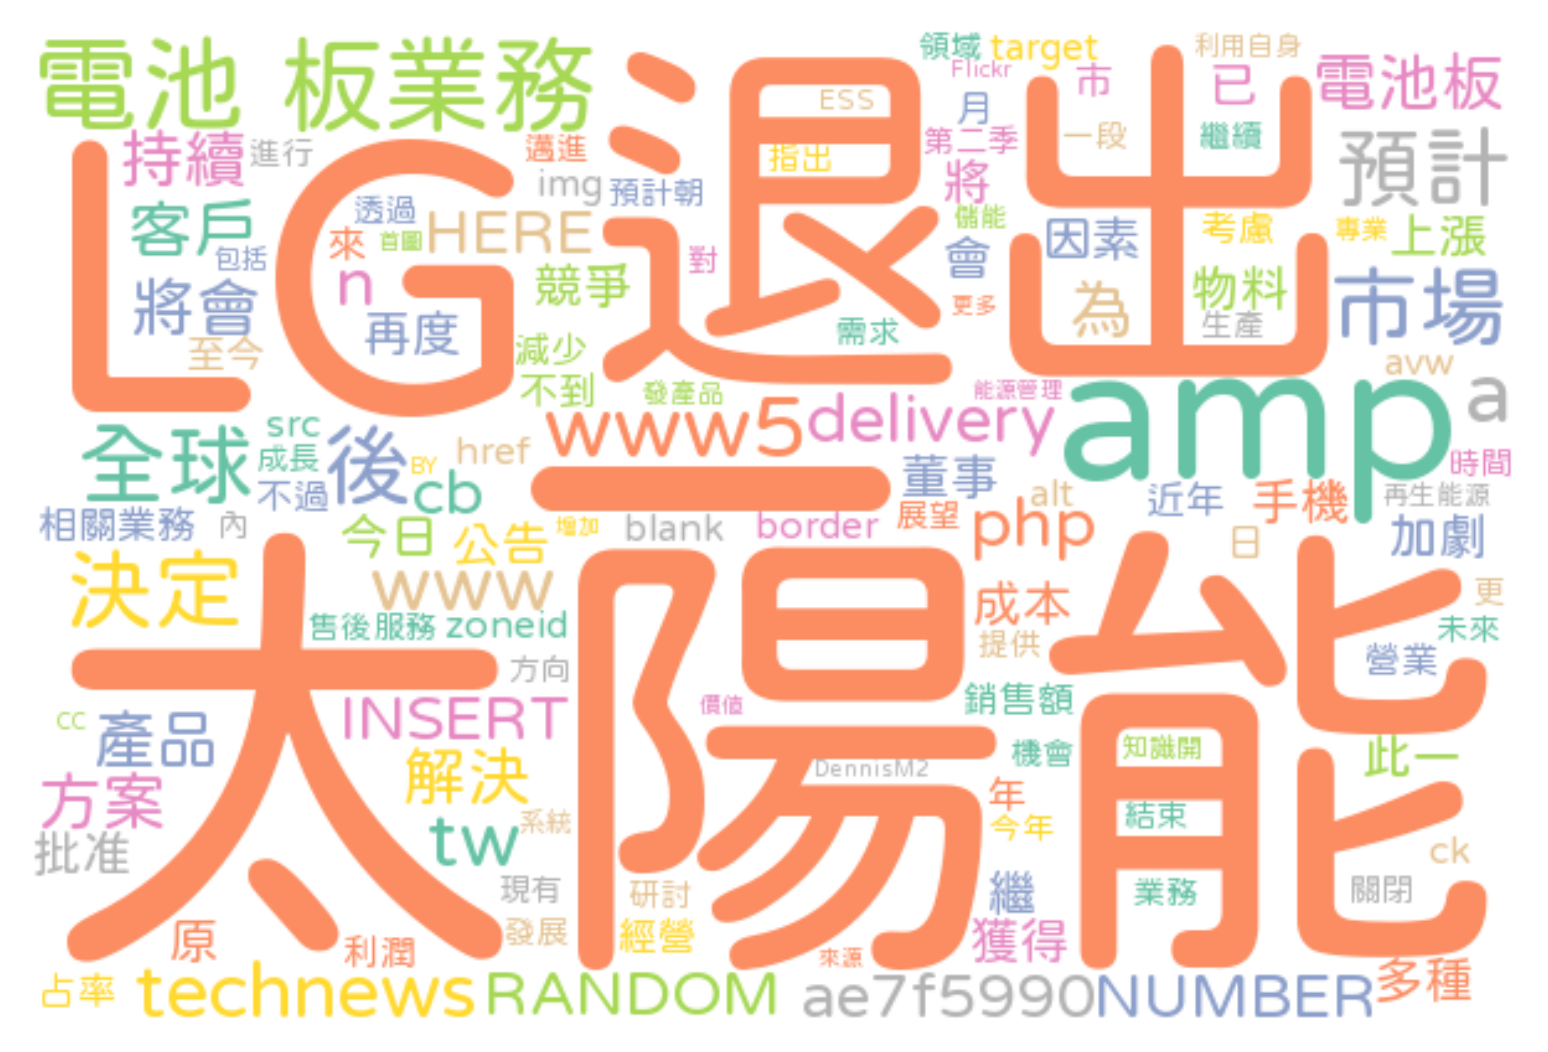 電池 板業務
退出
領域
target
利用自身
Flickr
ESS
月
市
已
電池板
LG
持續
進行
邁進
指出
第二季
一段
繼續
預計
img
預計朝
將
客戶
透過
HERE
儲能
因素
考慮
專業
上漲
來
首圖
包括
對
會
n
競爭
物料
將會
更多
為
市場
再度
需求
生產
至今
減少
avw
不到
發產品
能源管理
amp
a
www5
delivery
src
全球
後
href
成長
BY
cb
一
董事
時間
不過
alt
近年
手機
再生能源
相關業務
內
今日
公告
增加
blank
border
展望
php
日
加劇
決定
www
成本
更
售後服務
zoneid
未來
提供
太陽能
方向
營業
INSERT
價值
銷售額
cc
產品
解決
機會
知識開
此一
DennisM2
方案
年
tw
系統
今年
結束
批准
ck
現有
研討
繼
業務
關閉
原
利潤
發展
經營
來源
獲得
占率
technews
RANDOM
ae7f5990
NUMBER
多種